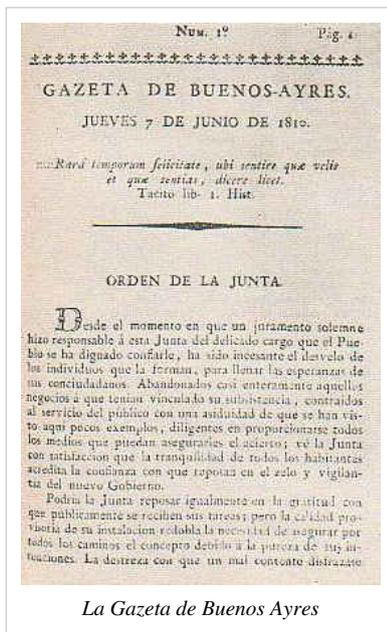 Num. 1º Pág. 1
GAZETA DE BUENOS-AYRES.
JUEVES 7 DE JUNIO DE 1810.
Rará temporum felicitate, ubi sentire quæ velis
et quæ sentias, dicere licet.
Tacito lib. 1. Hist.
ORDEN DE LA JUNTA.
Desde el momento en que un juramento solemne
hizo responsable á esta Junta del delicado cargo que el Pue-
blo se ha dignado confiarle, ha sido incesante el desvelo de
los individuos que la forman, para llenar las esperanzas de
sus conciudadanos. Abandonados casi enteramente aquellos
negocios á que tenian vinculado su subsistencia, contraidos
al servicio del público con una asiduidad de que se han vis-
to aqui pocos exemplos, diligentes en proporcionarse todos
los medios que puedan asegurarles el acierto; vé la Junta
con satisfaccion que la tranquilidad de todos los habitantes
acredita la confianza con que reposan en el zelo y vigilan-
cia del nuevo Gobierno.
Podria la Junta reposar igualmente en la gratitud con
que publicamente se reciben sus tareas; pero la calidad pro-
visoria de su instalacion redobla la necesidad de asegurar por
todos los caminos el concepto debido á la pureza de sus in-
tenciones. La destreza con que un mal contento disfrazase
La Gazeta de Buenos Ayres